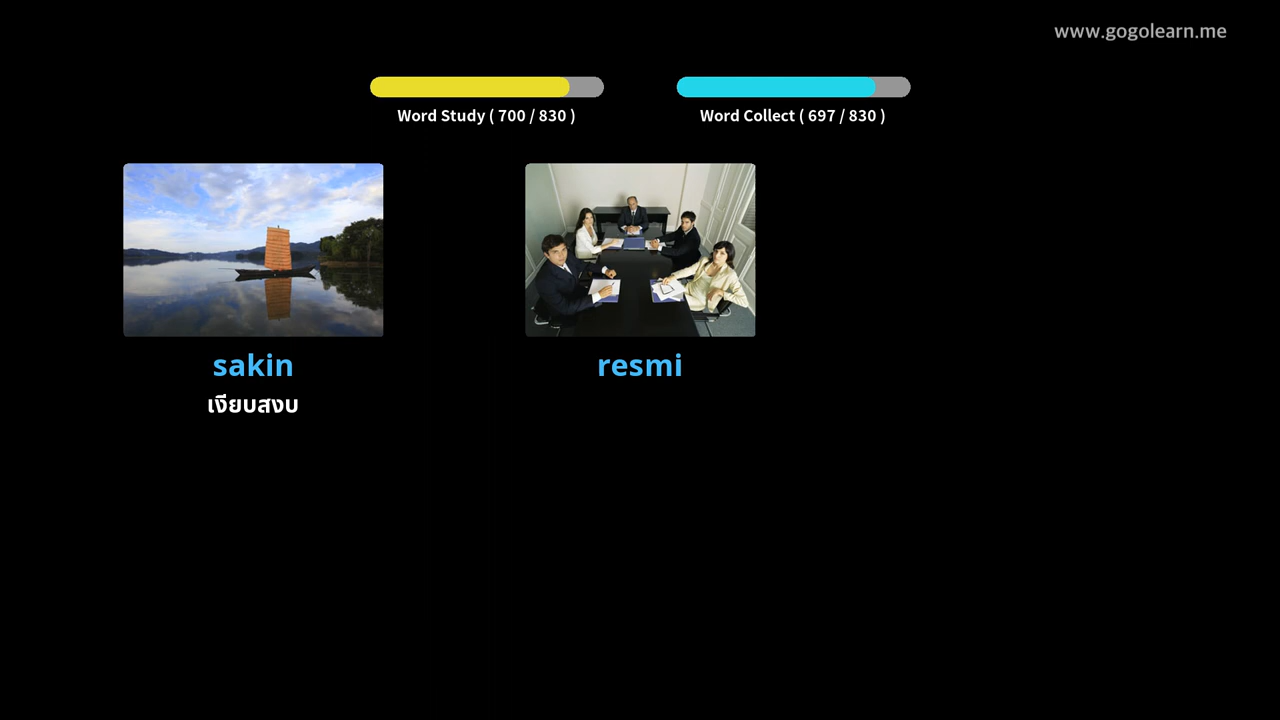 www.gogolearn.me
Word Study ( 700 / 830 )
Word Collect ( 697 / 830 )
sakin
resmi
เงียบสงบ